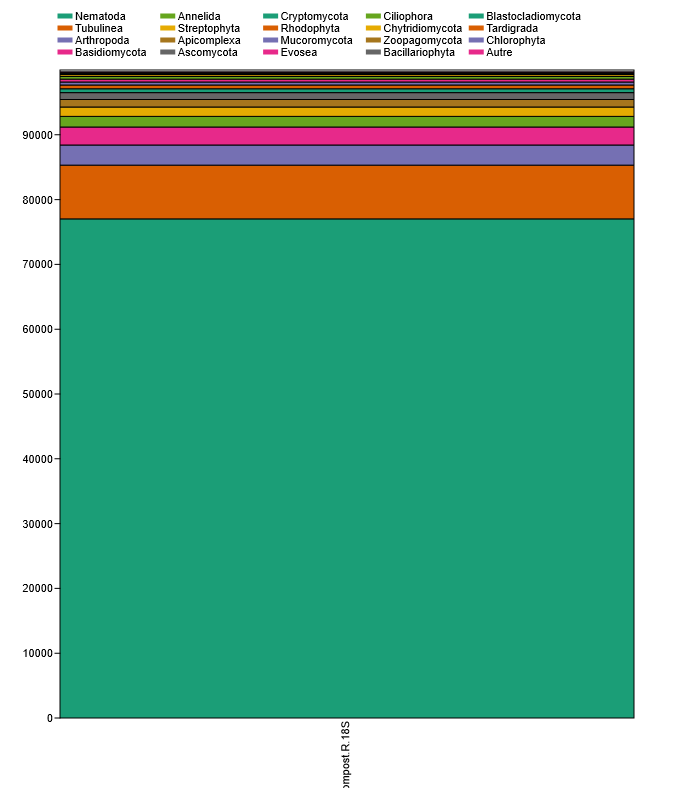 Nematoda Annelida Cryptomycota Ciliophora Blastocladiomycota
Tubulinea Streptophyta Rhodophyta Chytridiomycota Tardigrada
Arthropoda Apicomplexa Mucoromycota Zoopagomycota Chlorophyta
Basidiomycota Ascomycota Evosea Bacillariophyta Autre
90000
80000
70000
60000
50000
40000
30000
20000
10000
0
ompost.R.18S